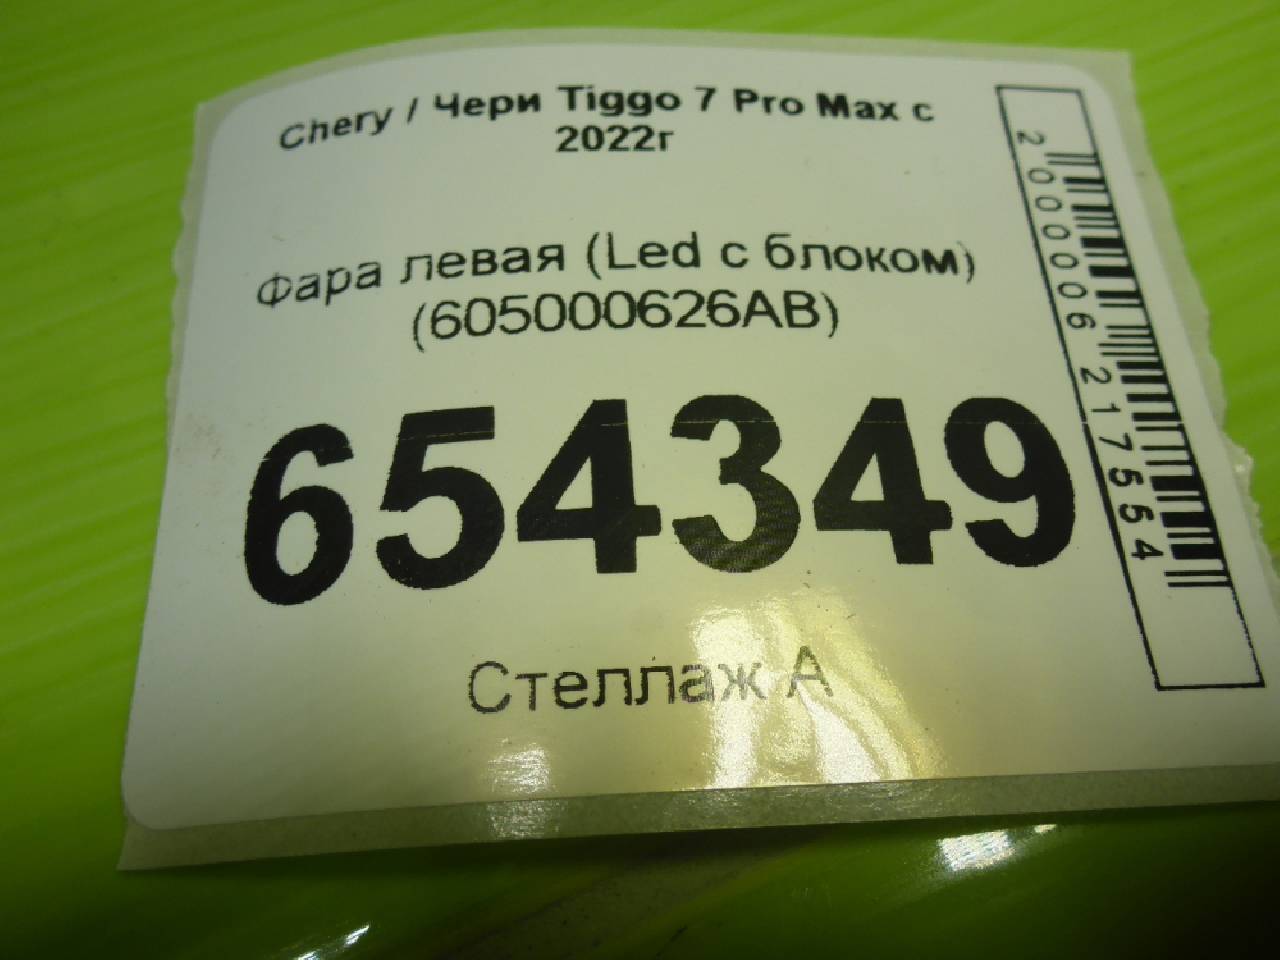 Chery / Чери Tiggo 7 Pro Max с
2022г
Фара левая (Led с блоком)
(605000626AB)
654349
Стеллаж А
2000006217554